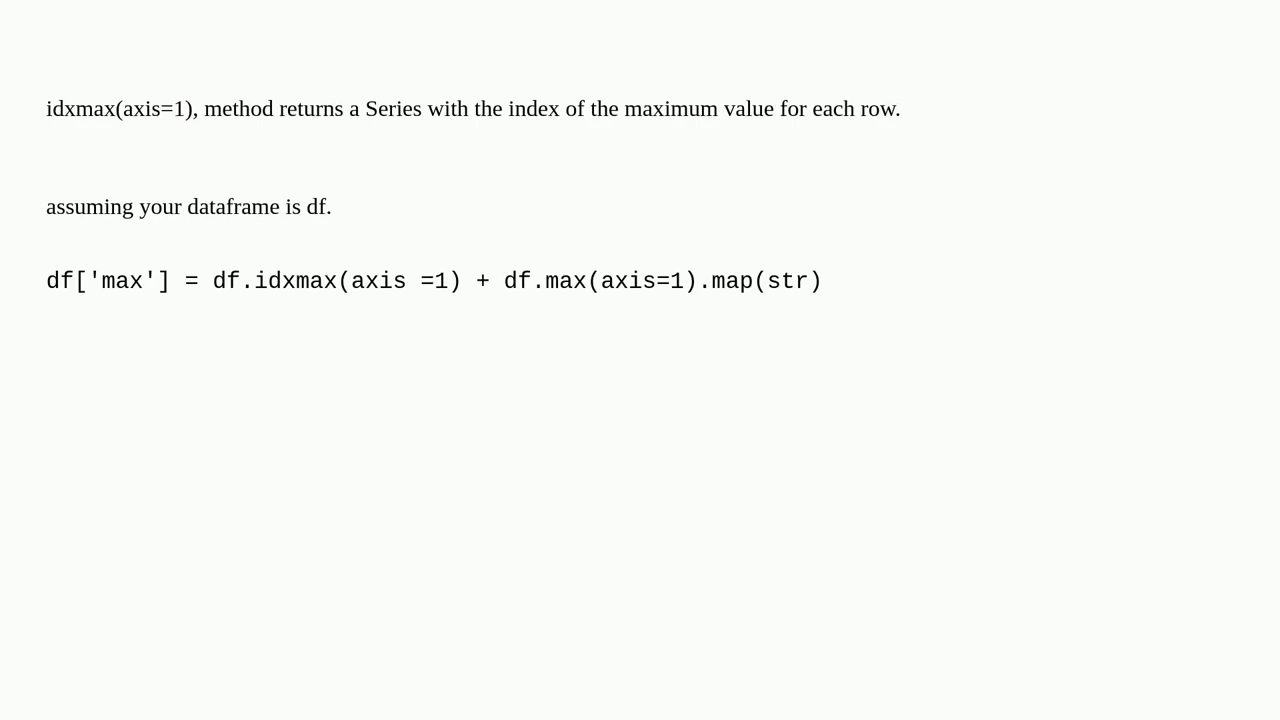 idxmax(axis=1), method returns a Series with the index of the maximum value for each row.
assuming your dataframe is df.
df['max'] = df.idxmax(axis =1) + df.max(axis=1).map(str)